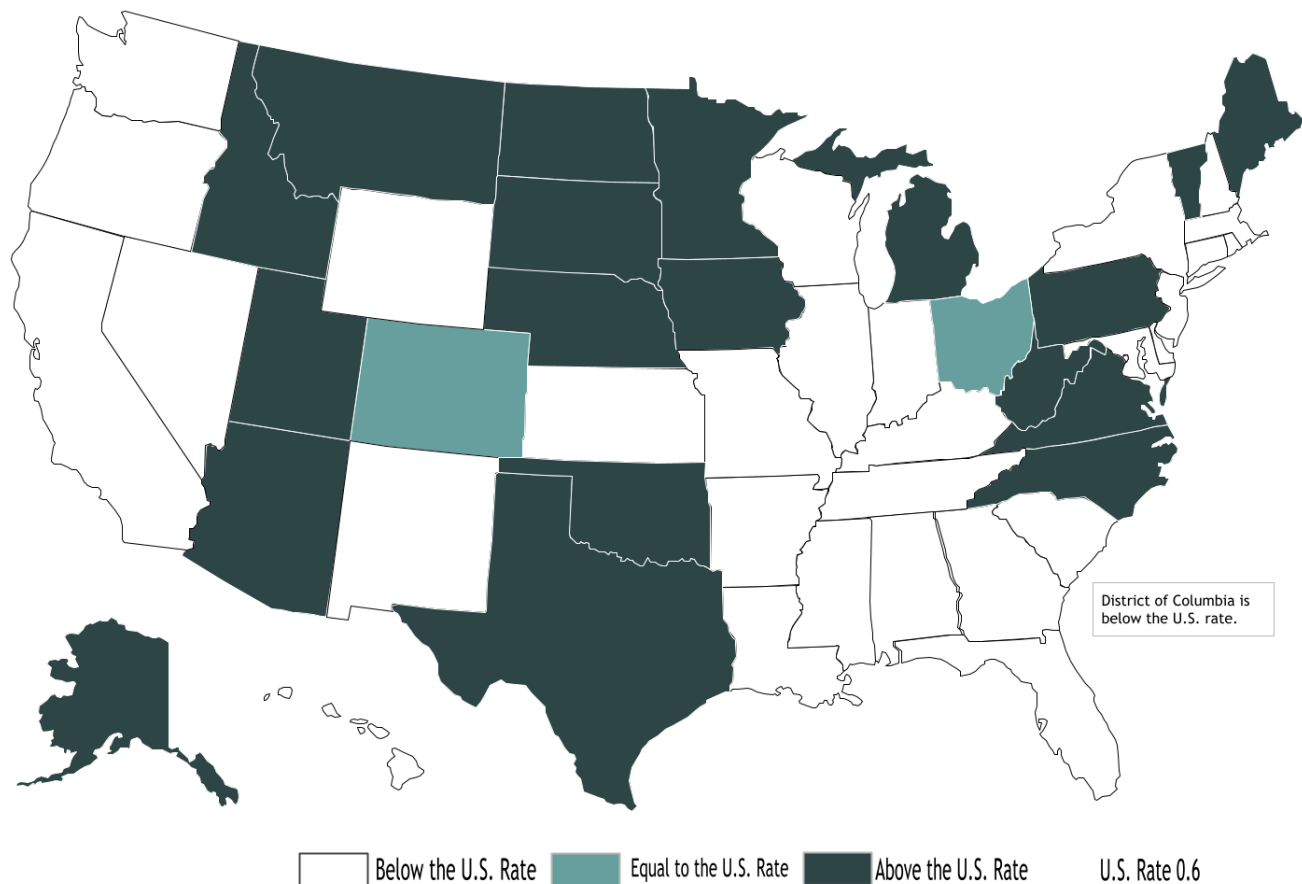 District of Columbia is
below the U.S. rate.
Below the U.S. Rate
Equal to the U.S. Rate
Above the U.S. Rate
U.S. Rate 0.6